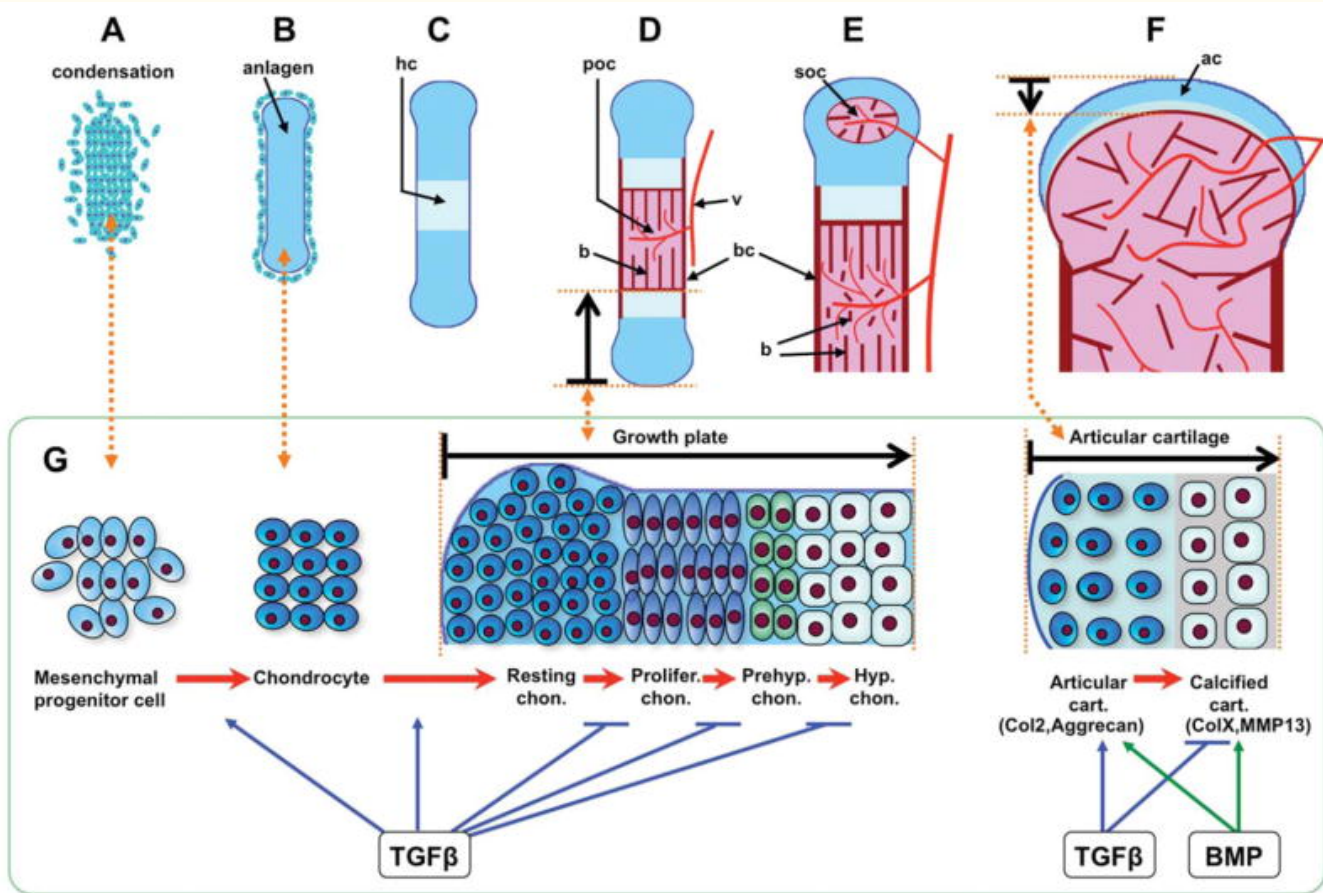 A
B
C
D
E
F
condensation
anlagen
hc
poc
soc
ac
v
b
bc
b
G
Growth plate
Articular cartilage
Mesenchymal
progenitor cell
Chondrocyte
Resting
chon.
Prolifer.
chon.
Prehyp.
chon.
Hyp.
chon.
Articular
cart.
(Col2,Aggrecan)
Calcified
cart.
(ColX,MMP13)
TGFβ
TGFβ
BMP